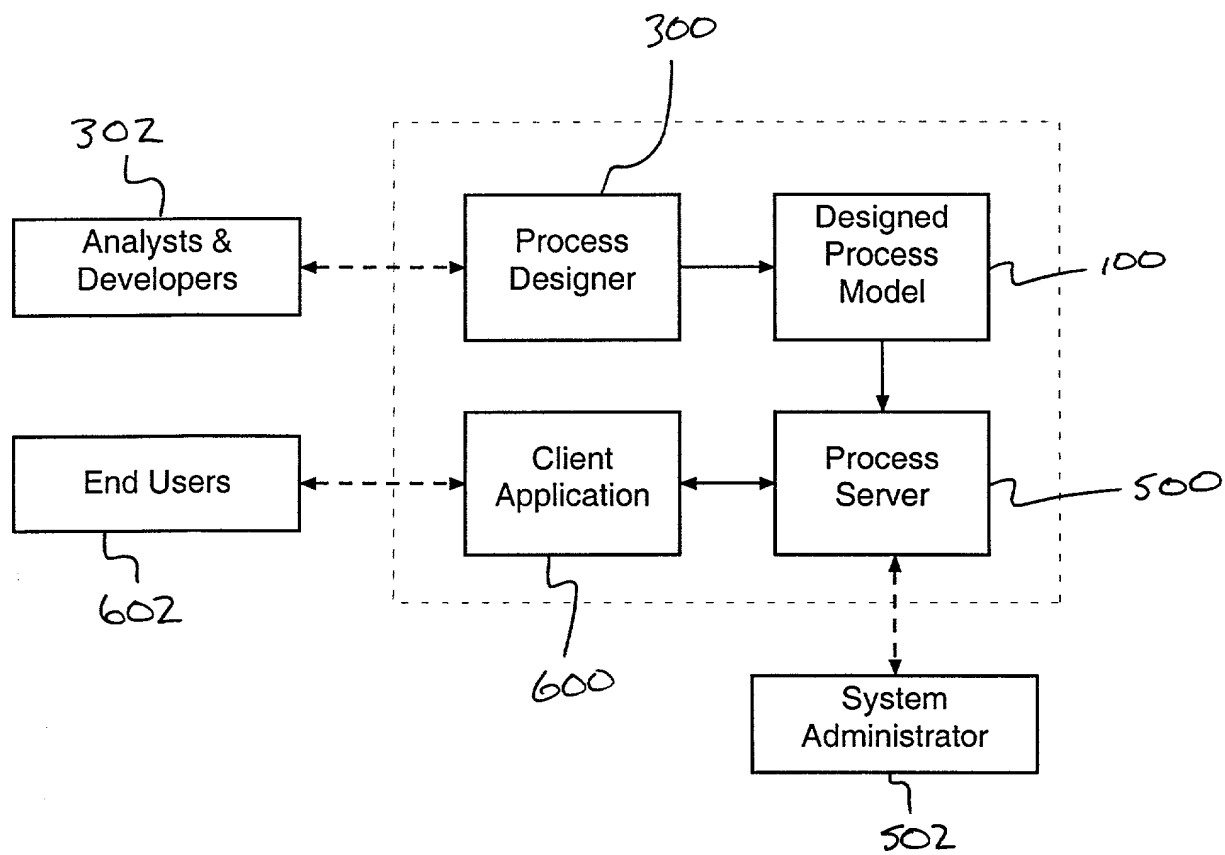 300
302
Analysts &
Developers
Process
Designer
Designed
Process
Model
100
End Users
Client
Application
Process
Server
500
602
600
System
Administrator
502